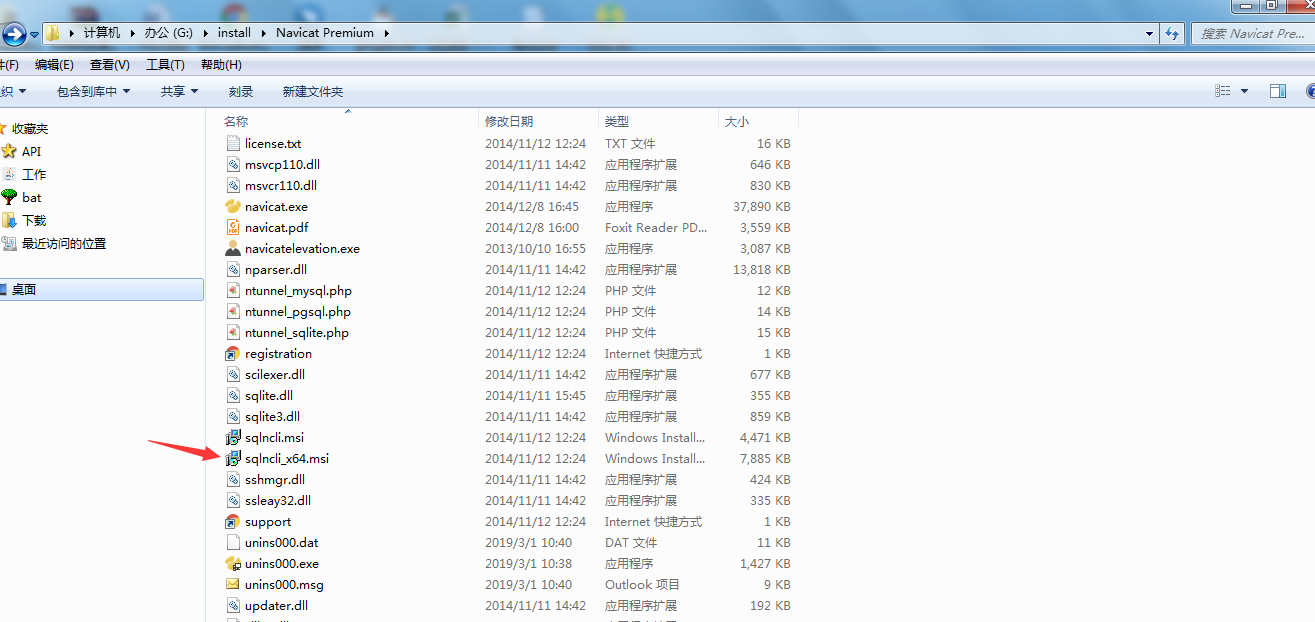 计算机 办公 (G:) install Navicat Premium
搜索 Navicat Pre...
件(F) 编辑(E) 查看(V) 工具(T) 帮助(H)
织 包含到库中 共享 刻录 新建文件夹
收藏夹
API
工作
bat
下载
最近访问的位置
桌面
名称 修改日期 类型 大小
license.txt 2014/11/12 12:24 TXT 文件 16 KB
msvcp110.dll 2014/11/11 14:42 应用程序扩展 646 KB
msvcr110.dll 2014/11/11 14:42 应用程序扩展 830 KB
navicat.exe 2014/12/8 16:45 应用程序 37,890 KB
navicat.pdf 2014/12/8 16:00 Foxit Reader PD... 3,559 KB
navicatelevation.exe 2013/10/10 16:55 应用程序 3,087 KB
nparser.dll 2014/11/11 14:42 应用程序扩展 13,818 KB
ntunnel_mysql.php 2014/11/12 12:24 PHP 文件 12 KB
ntunnel_pgsql.php 2014/11/12 12:24 PHP 文件 14 KB
ntunnel_sqlite.php 2014/11/12 12:24 PHP 文件 15 KB
registration 2014/11/12 12:24 Internet 快捷方式 1 KB
scilexer.dll 2014/11/11 14:42 应用程序扩展 677 KB
sqlite.dll 2014/11/11 15:45 应用程序扩展 355 KB
sqlite3.dll 2014/11/11 14:42 应用程序扩展 859 KB
sqlncli.msi 2014/11/12 12:24 Windows Install... 4,471 KB
sqlncli_x64.msi 2014/11/12 12:24 Windows Install... 7,885 KB
sshmgr.dll 2014/11/11 14:42 应用程序扩展 424 KB
ssleay32.dll 2014/11/11 14:42 应用程序扩展 335 KB
support 2014/11/12 12:24 Internet 快捷方式 1 KB
unins000.dat 2019/3/1 10:40 DAT 文件 11 KB
unins000.exe 2019/3/1 10:38 应用程序 1,427 KB
unins000.msg 2019/3/1 10:40 Outlook 项目 9 KB
updater.dll 2014/11/11 14:42 应用程序扩展 192 KB